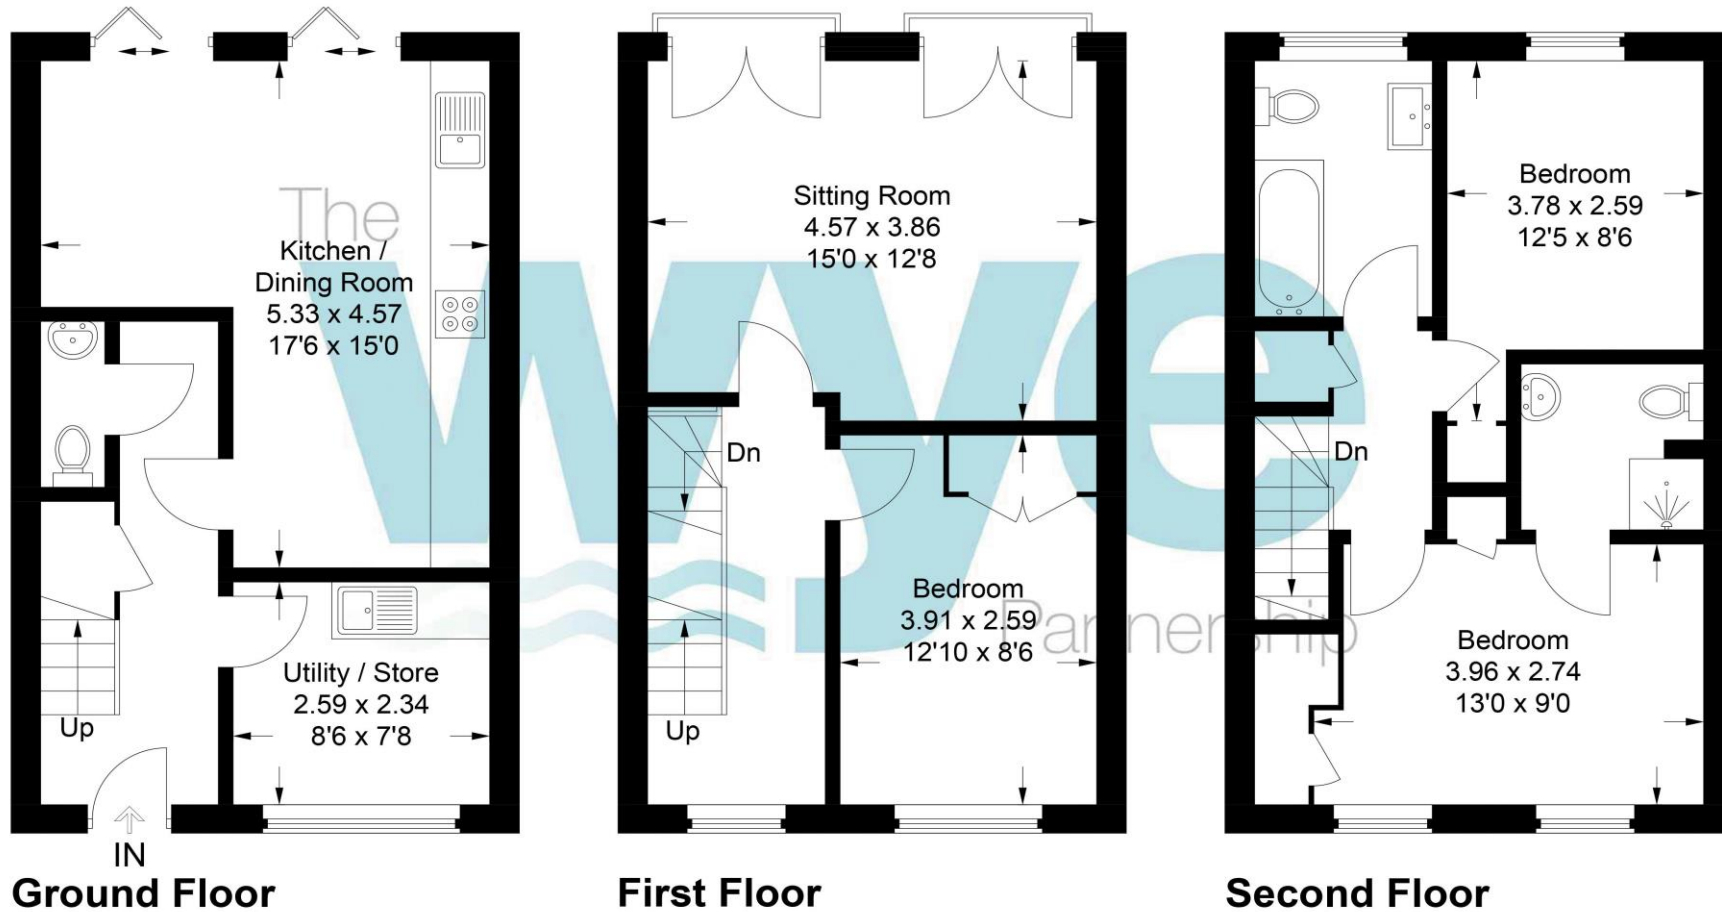 The
wye
Partnership
Kitchen /
Dining Room
5.33 x 4.57
17'6 x 15'0
Utility / Store
2.59 x 2.34
8'6 x 7'8
Up
IN
Ground Floor
Sitting Room
4.57 x 3.86
15'0 x 12'8
Dn
Bedroom
3.91 x 2.59
12'10 x 8'6
Up
First Floor
Bedroom
3.78 x 2.59
12'5 x 8'6
Dn
Bedroom
3.96 x 2.74
13'0 x 9'0
Second Floor